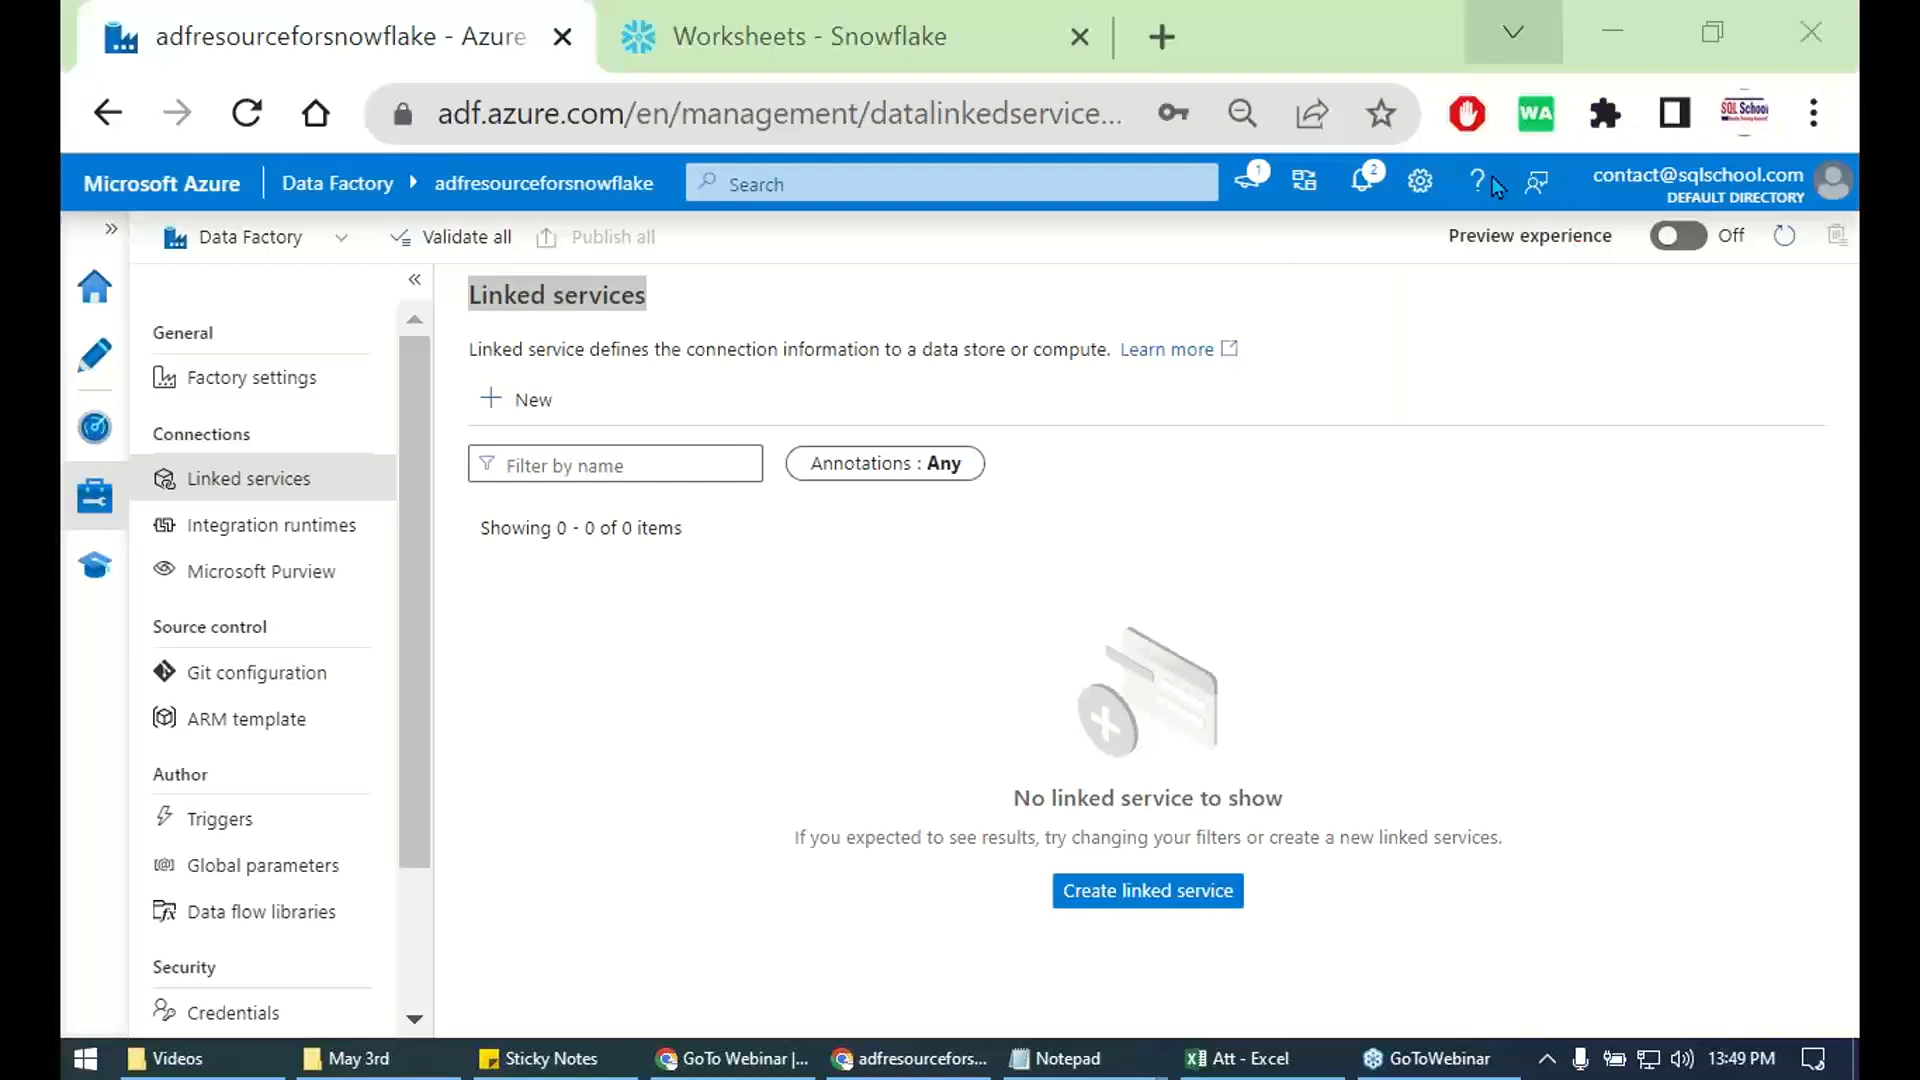 adfresourceforsnowflake - Azure
Worksheets - Snowflake
adf.azure.com/en/management/datalinkedservice...
WA
SQL School
Microsoft Azure
Data Factory
adfresourceforsnowflake
Search
1
2
contact@sqlschool.com
DEFAULT DIRECTORY
Data Factory
Validate all
Publish all
Preview experience
Off
General
Factory settings
Connections
Linked services
Integration runtimes
Microsoft Purview
Source control
Git configuration
ARM template
Author
Triggers
Global parameters
Data flow libraries
Security
Credentials
Linked services
Linked service defines the connection information to a data store or compute. Learn more
New
Filter by name
Annotations : Any
Showing 0 - 0 of 0 items
No linked service to show
If you expected to see results, try changing your filters or create a new linked services.
Create linked service
Videos
May 3rd
Sticky Notes
GoTo Webinar |...
adfresourcefors...
Notepad
Att - Excel
GoToWebinar
13:49 PM